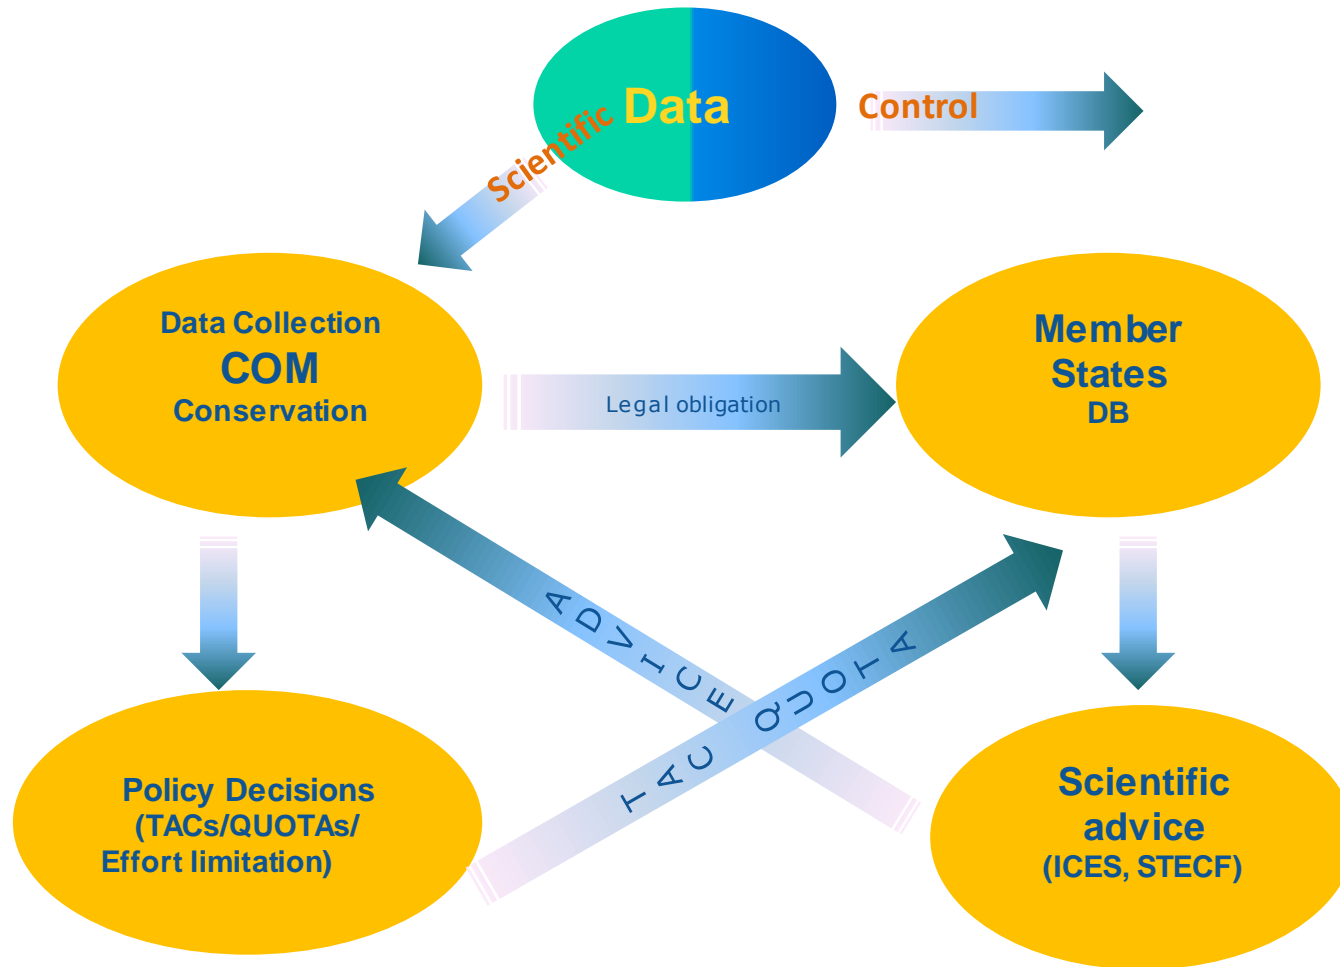 Data
Control
Scientific
Data Collection
COM
Conservation
Member
States
DB
Legal obligation
ADVICE
TAC QUOTA
Policy Decisions
(TACs/QUOTAs/
Effort limitation)
Scientific
advice
(ICES, STECF)